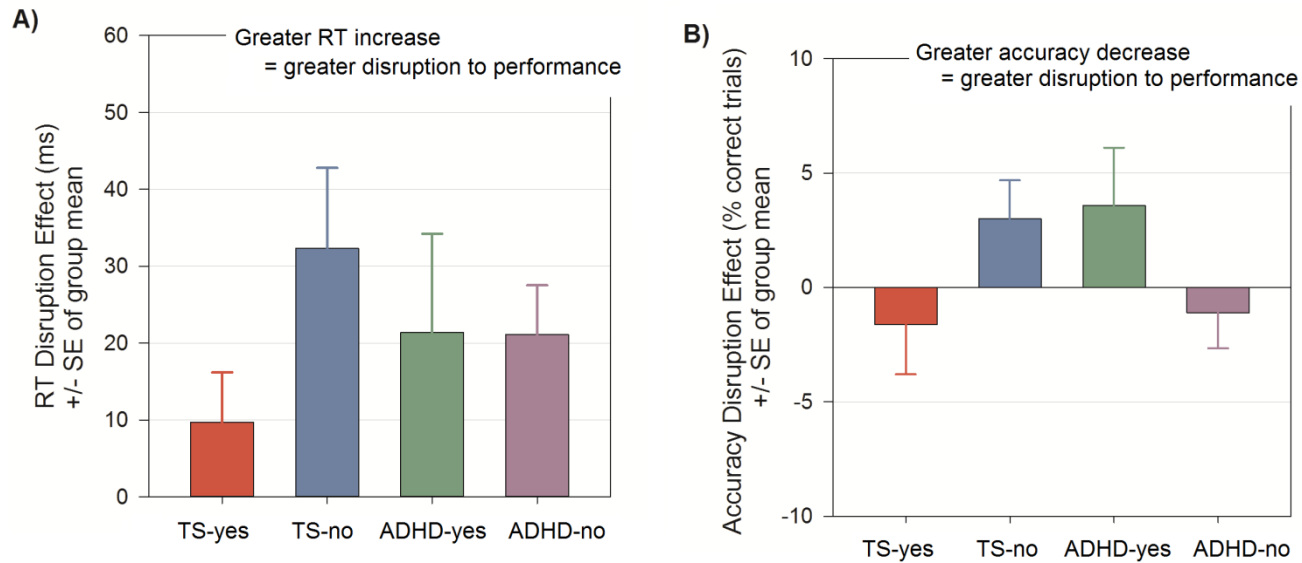 A)
Greater RT increase
= greater disruption to performance
RT Disruption Effect (ms)
+/- SE of group mean
60
50
40
30
20
10
0
TS-yes TS-no ADHD-yes ADHD-no
B)
Greater accuracy decrease
= greater disruption to performance
Accuracy Disruption Effect (% correct trials)
+/- SE of group mean
10
5
0
-5
-10
TS-yes TS-no ADHD-yes ADHD-no